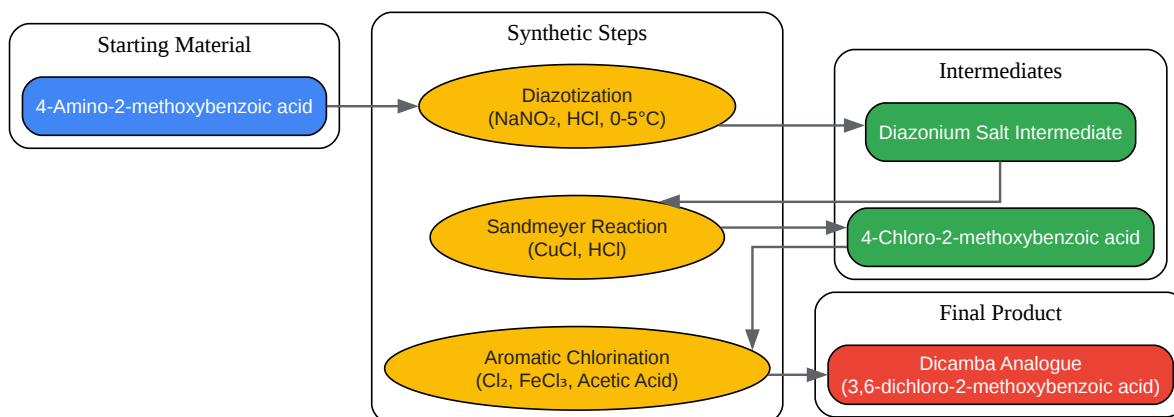 Starting Material
4-Amino-2-methoxybenzoic acid
Synthetic Steps
Diazotization
(NaNO₂, HCl, 0-5°C)
Intermediates
Diazonium Salt Intermediate
Sandmeyer Reaction
(CuCl, HCl)
4-Chloro-2-methoxybenzoic acid
Aromatic Chlorination
(Cl₂, FeCl₃, Acetic Acid)
Final Product
Dicamba Analogue
(3,6-dichloro-2-methoxybenzoic acid)